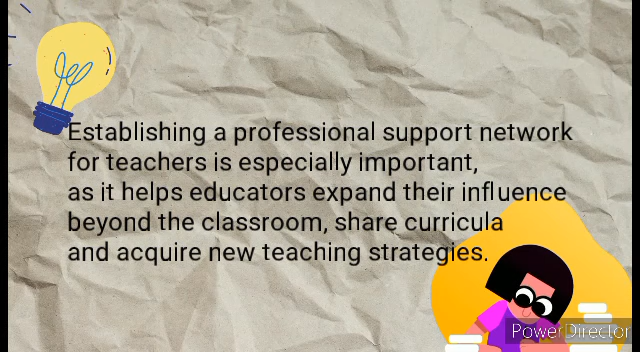 Establishing a professional support network
for teachers is especially important,
as it helps educators expand their influence
beyond the classroom, share curricula
and acquire new teaching strategies.
PowerDirector